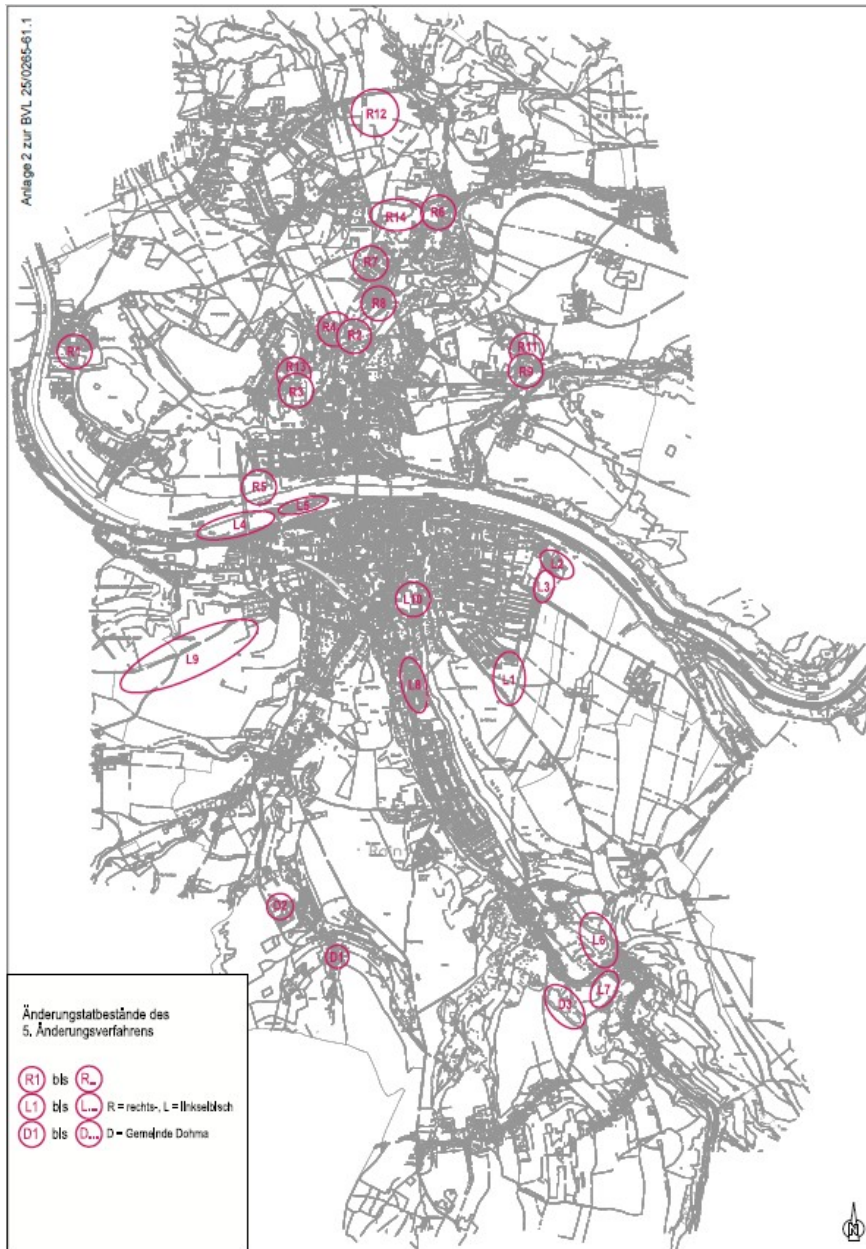 Anlage 2 zur BVL 25/0265-61.1
R12
R14
R6
R7
R8
R4
R2
R1
R11
R9
R13
R3
R5
L5
L4
L2
L3
L10
L9
L8
L1
D2
D1
L6
L7
D3
Änderungstatbestände des
5. Änderungsverfahrens
R1 bis R...
L1 bis L... R = rechts-, L = linkselbisch
D1 bis D... D = Gemeinde Dohma
N